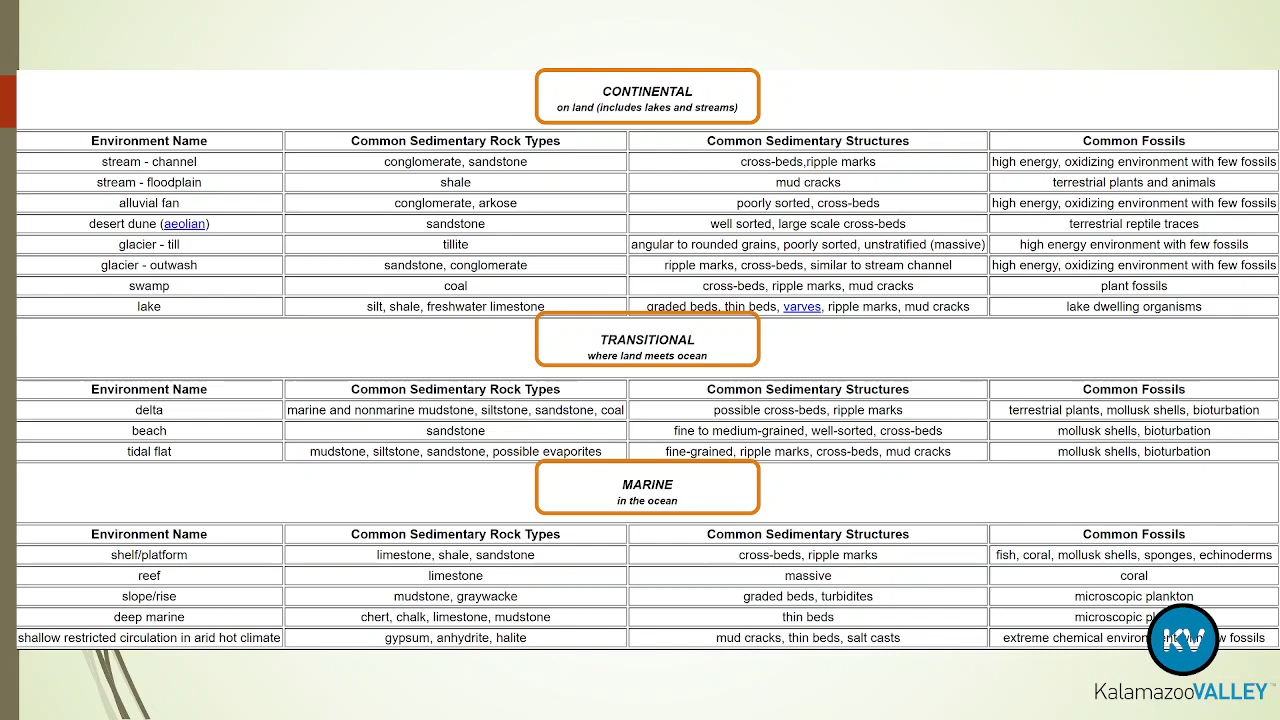 CONTINENTAL
on land (includes lakes and streams)
Environment Name Common Sedimentary Rock Types Common Sedimentary Structures Common Fossils
stream - channel conglomerate, sandstone cross-beds,ripple marks high energy, oxidizing environment with few fossils
stream - floodplain shale mud cracks terrestrial plants and animals
alluvial fan conglomerate, arkose poorly sorted, cross-beds high energy, oxidizing environment with few fossils
desert dune (aeolian) sandstone well sorted, large scale cross-beds terrestrial reptile traces
glacier - till tillite angular to rounded grains, poorly sorted, unstratified (massive) high energy environment with few fossils
glacier - outwash sandstone, conglomerate ripple marks, cross-beds, similar to stream channel high energy, oxidizing environment with few fossils
swamp coal cross-beds, ripple marks, mud cracks plant fossils
lake silt, shale, freshwater limestone graded beds, thin beds, varves, ripple marks, mud cracks lake dwelling organisms
TRANSITIONAL
where land meets ocean
Environment Name Common Sedimentary Rock Types Common Sedimentary Structures Common Fossils
delta marine and nonmarine mudstone, siltstone, sandstone, coal possible cross-beds, ripple marks terrestrial plants, mollusk shells, bioturbation
beach sandstone fine to medium-grained, well-sorted, cross-beds mollusk shells, bioturbation
tidal flat mudstone, siltstone, sandstone, possible evaporites fine-grained, ripple marks, cross-beds, mud cracks mollusk shells, bioturbation
MARINE
in the ocean
Environment Name Common Sedimentary Rock Types Common Sedimentary Structures Common Fossils
shelf/platform limestone, shale, sandstone cross-beds, ripple marks fish, coral, mollusk shells, sponges, echinoderms
reef limestone massive coral
slope/rise mudstone, graywacke graded beds, turbidites microscopic plankton
deep marine chert, chalk, limestone, mudstone thin beds microscopic
shallow restricted circulation in arid hot climate gypsum, anhydrite, halite mud cracks, thin beds, salt casts extreme chemical fossils
KV
KalamazooVALLEY™